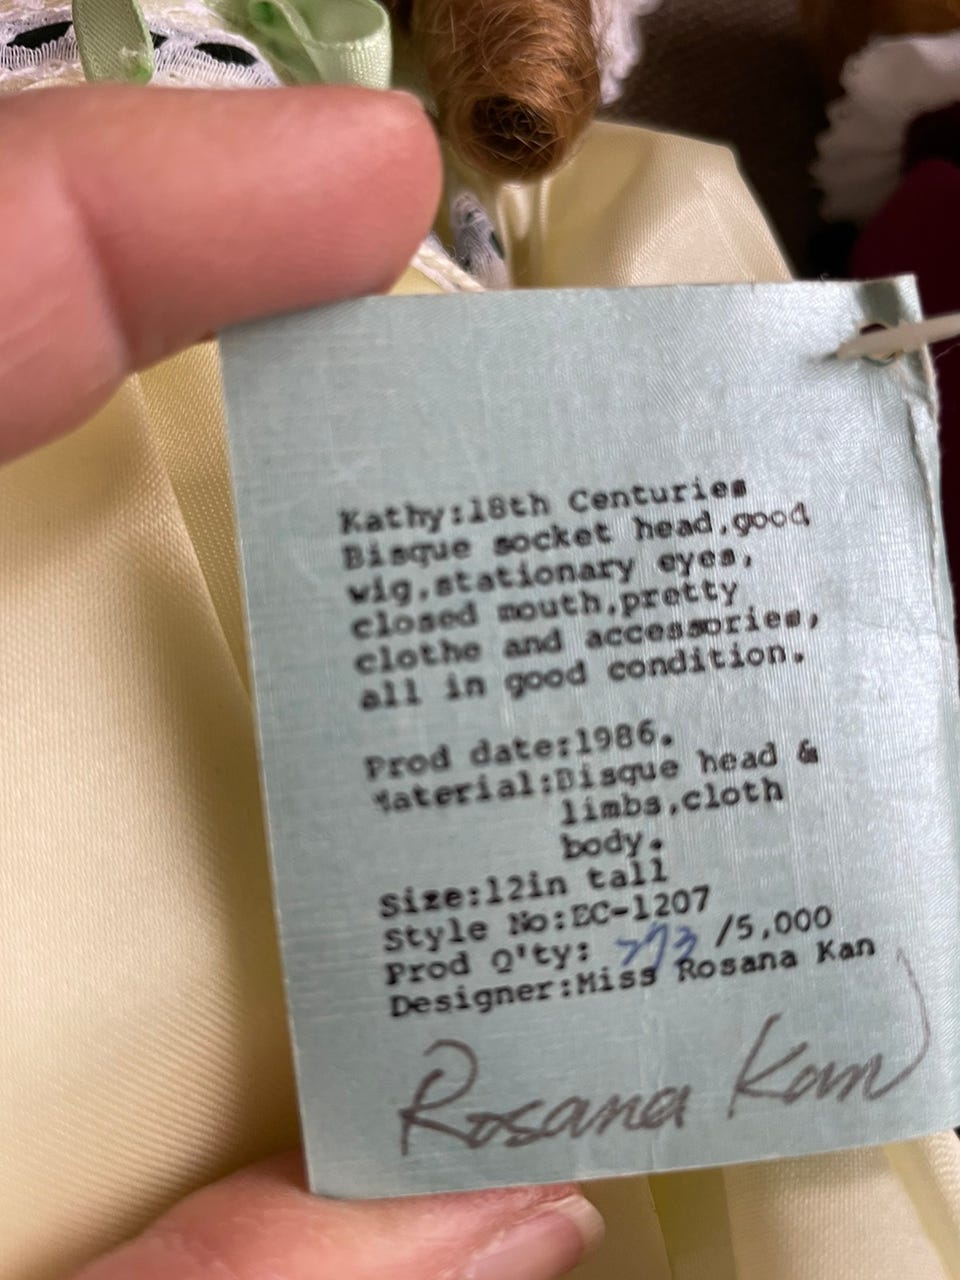 Kathy:18th Centuries
Bisque socket head,good
wig,stationary eyes,
closed mouth,pretty
clothe and accessories,
all in good condition.
Prod date:1986.
Material:Bisque head &
limbs,cloth
body.
Size:12in tall
Style No:EC-1207
Prod Q'ty: /5,000
Designer:Miss Rosana Kan
Rosana Kan